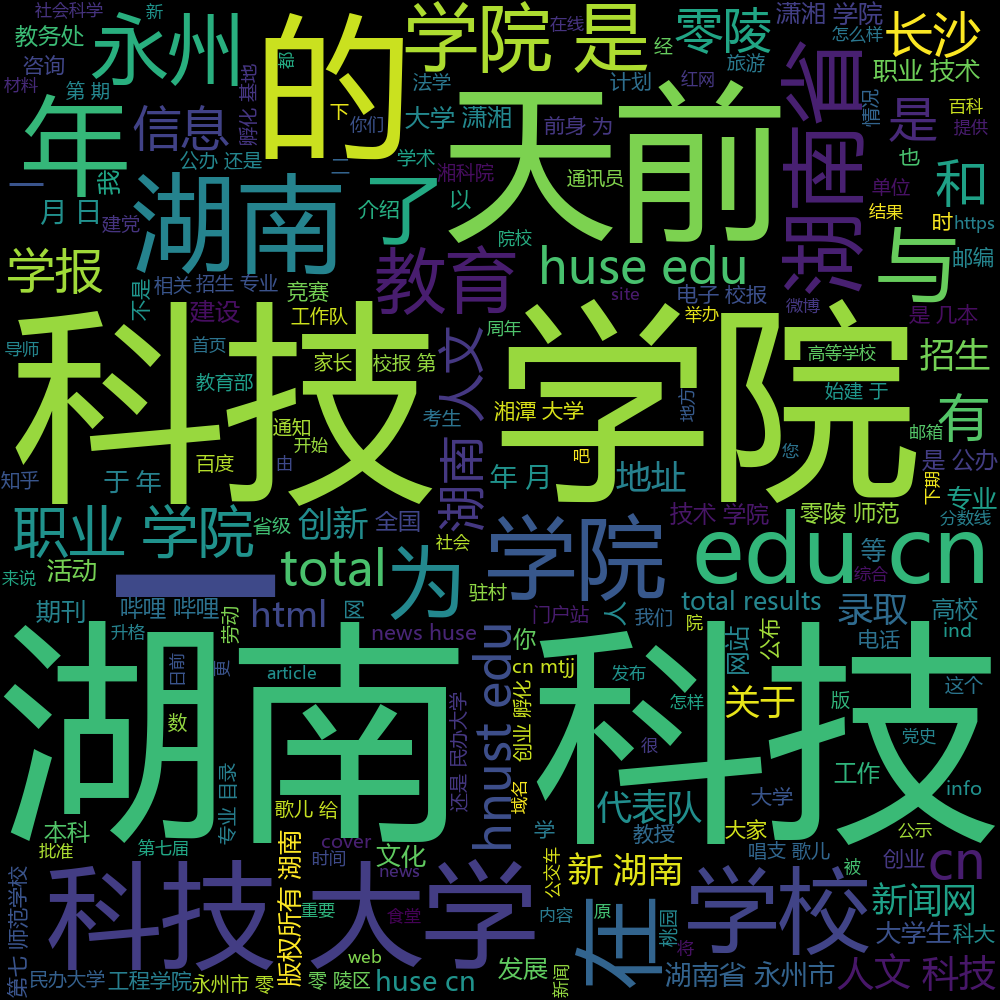 社会科学
新
教务处
永州
的
学院 是
在线
经
零陵
潇湘 学院
怎么样
长沙
材料
咨询
第 期
孵化 基地
都
旅游
红网
职业 技术
情况
百科
提供
年
信息
下
你们
法学
计划
大学 潇湘
前身 为
天前
湖南省
是
也
公办 还是
二
学术
湘科院
通讯员
一
我
月 日
湖南
了
介绍
以
单位
和
建党
院校
结果
时
https
邮编
学报
相关
招生 专业
教育
huse edu
与
不是
竞赛
site
电子 校报
微博
建设
工作队
周年
举办
是 几本
导师
首页
家长
校报 第
高等学校
招生
科技 学院
湖南 人文
教育部
考生
湘潭 大学
地方
始建 于
有
通知
开始
邮箱
百度
由
吧
您
是 公办
知乎
于 年
年 月
地址
下期
专业
职业 学院
省级
创新
全国
社会
学院
技术 学院
零陵 师范
分数线
来说
活动
一
total
为
驻村
edu cn
等
综合
期刊
哔哩 哔哩
劳动
html
网
门户站
人
我们
total results
录取
高校
升格
news huse
你
院
网站
公布
电话
ind
日前
更
article
hnust edu
cn mtjj
发布
怎样
关于
版
这个
湖南 科技
数
还是 民办大学
创业 孵化
域名
很
党史
专业 目录
歌儿 给
代表队
工作
info
本科
大学
批准
第七届
版权所有 湖南
cover
文化
学
教授
大家
公示
时间
news
公交车
新 湖南
唱支 歌儿
被
创业
cn
第七 师范学校
科技 大学
重要
食堂
内容
原
桃园
在
学校
新闻网
将
大学生
科大
民办大学
工程学院
永州市 零
零 陵区
web
huse cn
发展
新闻
湖南省 永州市
人文 科技